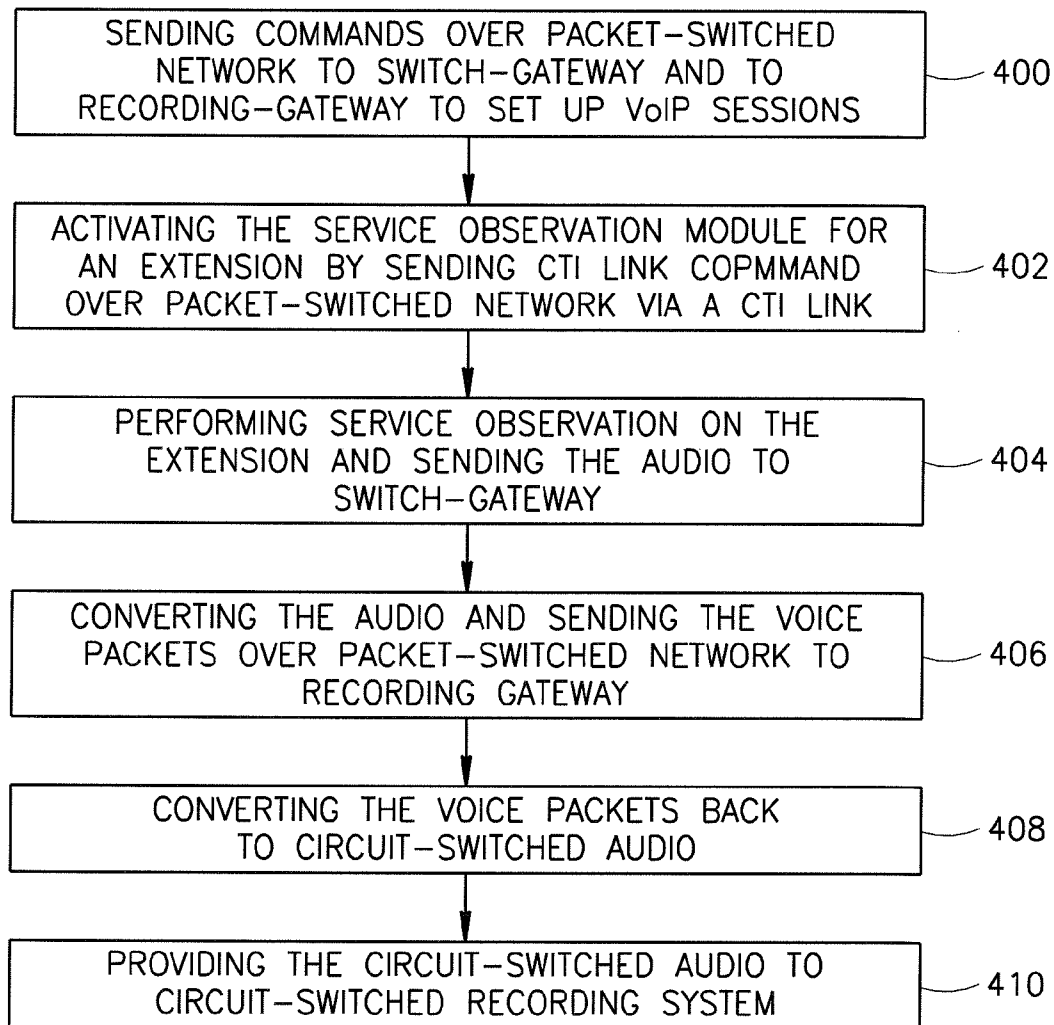 SENDING COMMANDS OVER PACKET-SWITCHED
NETWORK TO SWITCH-GATEWAY AND TO
RECORDING-GATEWAY TO SET UP VoIP SESSIONS
400
ACTIVATING THE SERVICE OBSERVATION MODULE FOR
AN EXTENSION BY SENDING CTI LINK COPMMAND
OVER PACKET-SWITCHED NETWORK VIA A CTI LINK
402
PERFORMING SERVICE OBSERVATION ON THE
EXTENSION AND SENDING THE AUDIO TO
SWITCH-GATEWAY
404
CONVERTING THE AUDIO AND SENDING THE VOICE
PACKETS OVER PACKET-SWITCHED NETWORK TO
RECORDING GATEWAY
406
CONVERTING THE VOICE PACKETS BACK
TO CIRCUIT-SWITCHED AUDIO
408
PROVIDING THE CIRCUIT-SWITCHED AUDIO TO
CIRCUIT-SWITCHED RECORDING SYSTEM
410